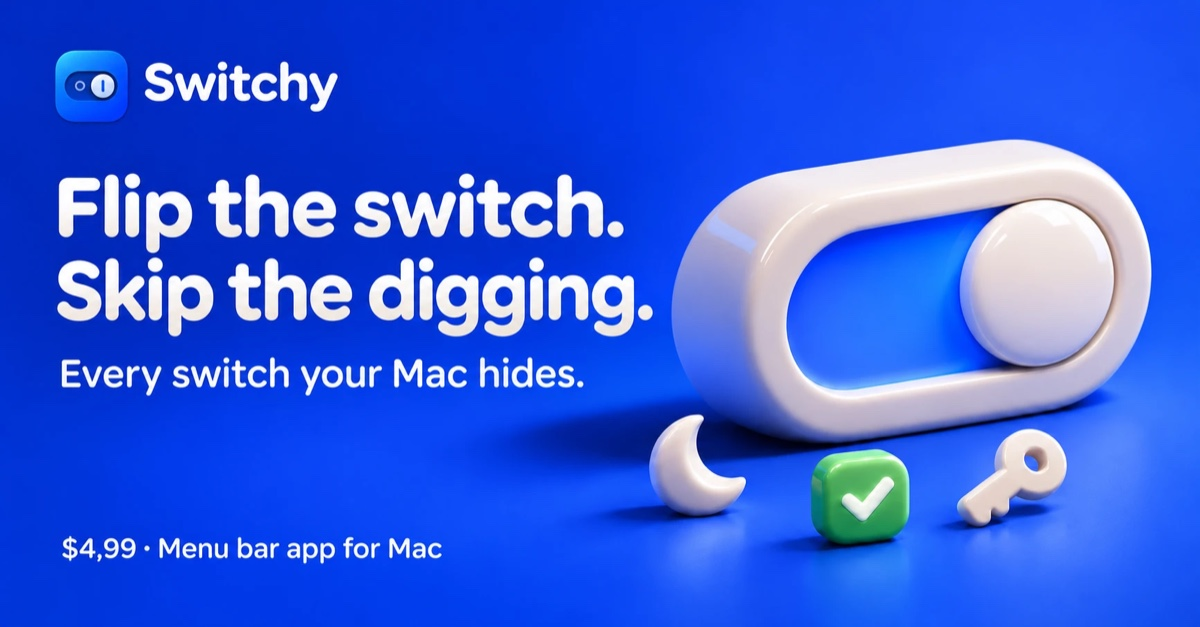 Switchy
Flip the switch.
Skip the digging.
Every switch your Mac hides.
$4,99 · Menu bar app for Mac